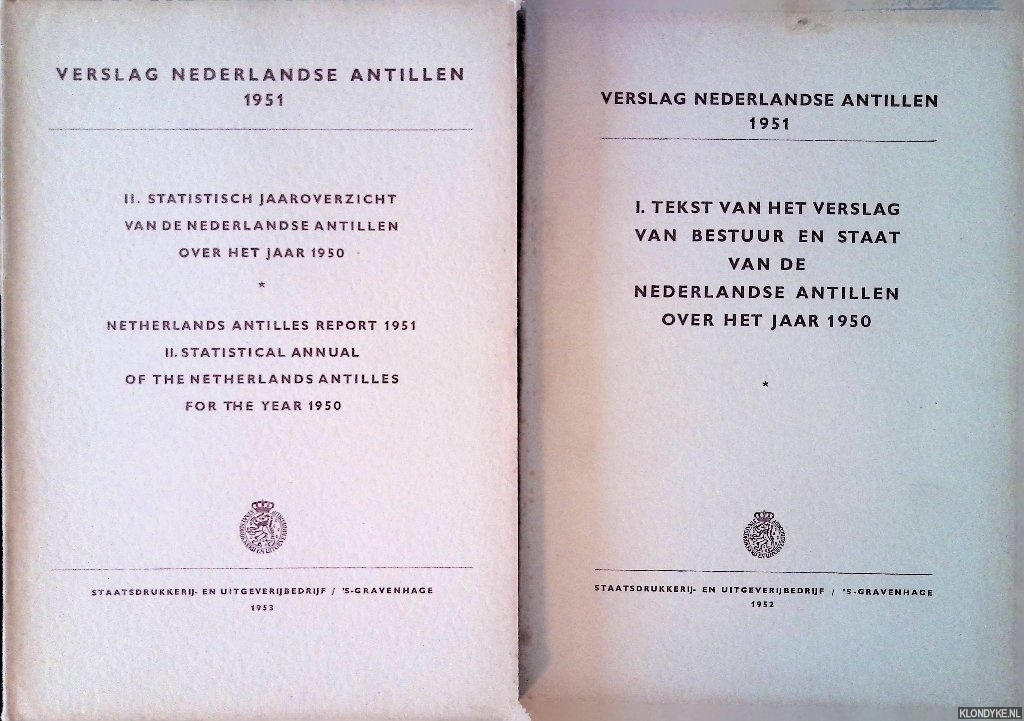 VERSLAG NEDERLANDSE ANTILLEN
1951
II. STATISTISCH JAAROVERZICHT
VAN DE NEDERLANDSE ANTILLEN
OVER HET JAAR 1950
*
NETHERLANDS ANTILLES REPORT 1951
II. STATISTICAL ANNUAL
OF THE NETHERLANDS ANTILLES
FOR THE YEAR 1950
STAATSDRUKKERIJ- EN UITGEVERIJBEDRIJF / 'S-GRAVENHAGE
1953
VERSLAG NEDERLANDSE ANTILLEN
1951
I. TEKST VAN HET VERSLAG
VAN BESTUUR EN STAAT
VAN DE
NEDERLANDSE ANTILLEN
OVER HET JAAR 1950
*
STAATSDRUKKERIJ- EN UITGEVERIJBEDRIJF / 'S-GRAVENHAGE
1952
KLONDYKE.NL